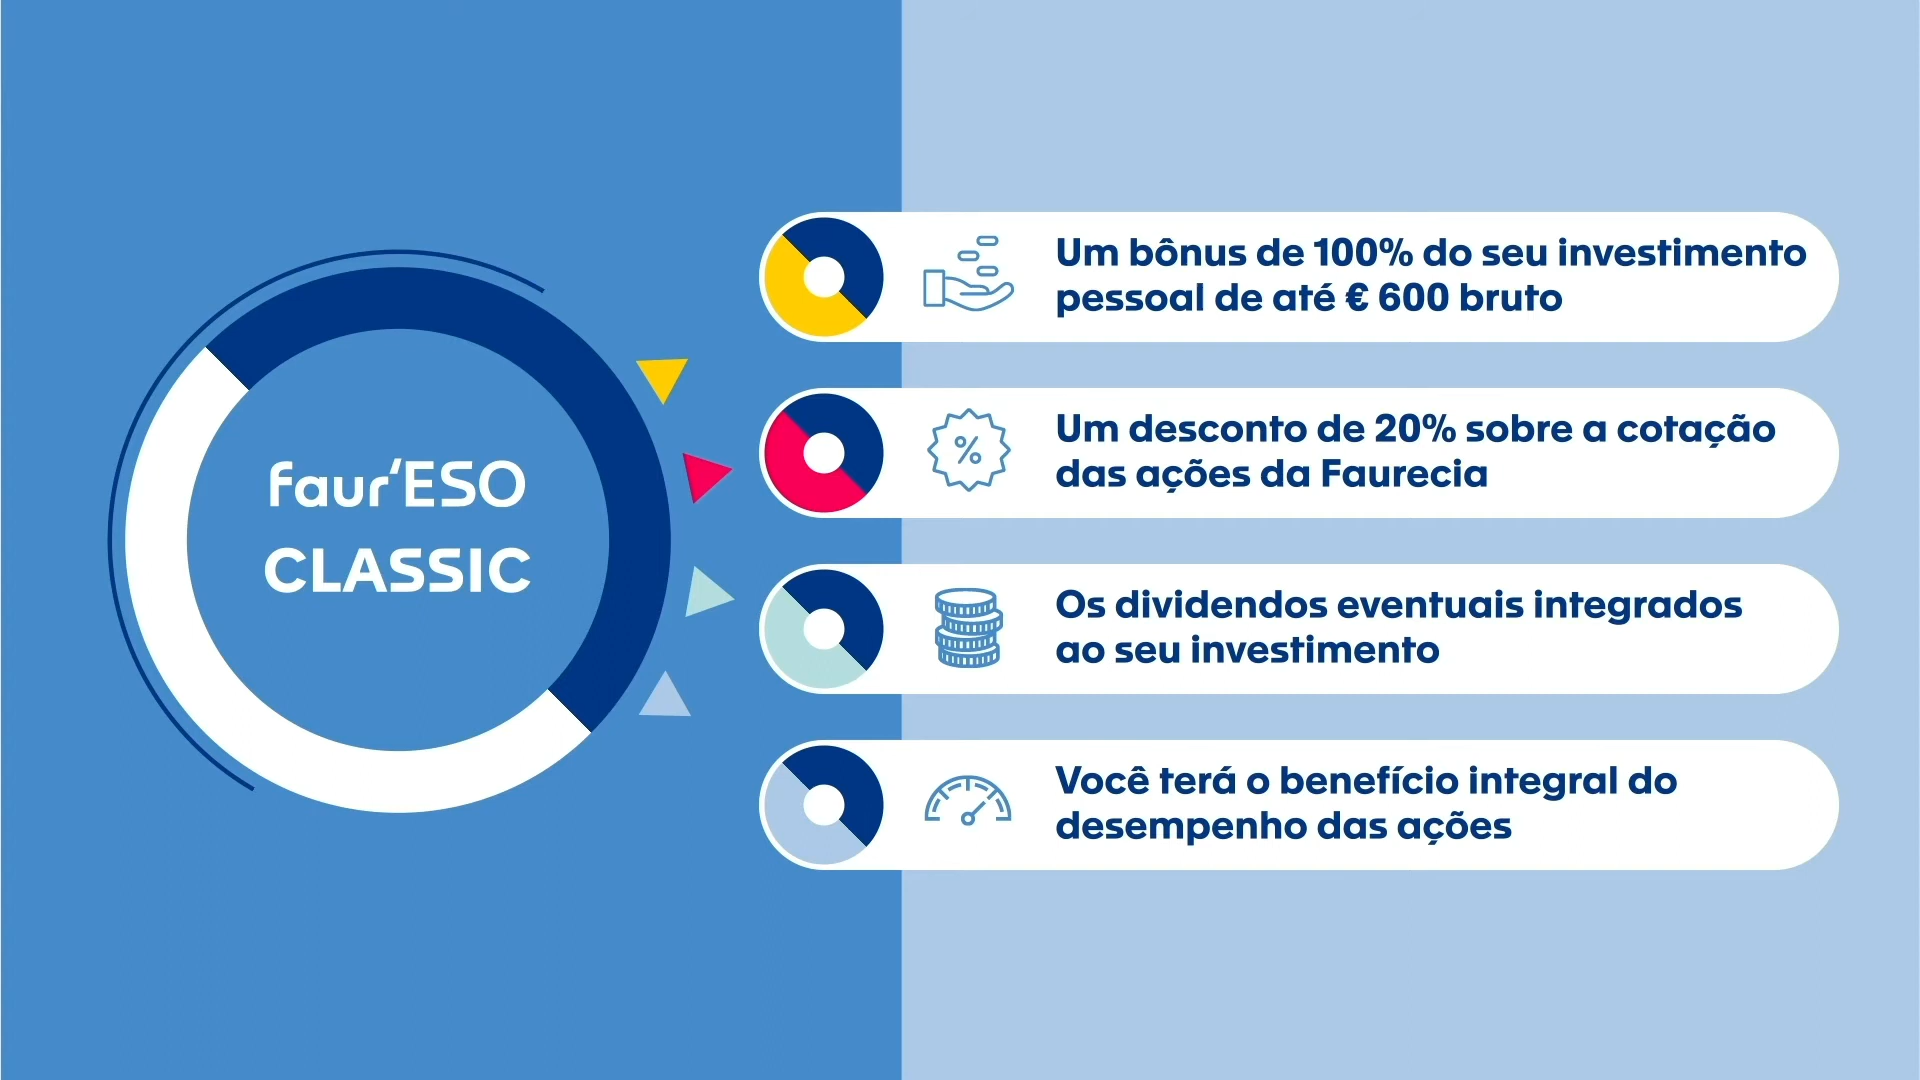 faur'ESO
CLASSIC
Um bônus de 100% do seu investimento
pessoal de até € 600 bruto
%
Um desconto de 20% sobre a cotação
das ações da Faurecia
Os dividendos eventuais integrados
ao seu investimento
Você terá o benefício integral do
desempenho das ações